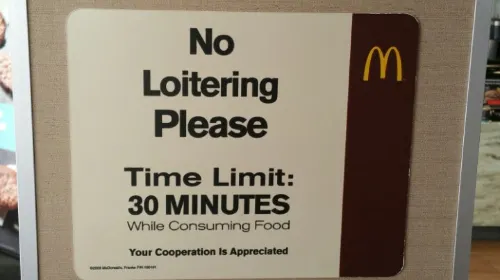 No
Loitering
Please
Time Limit:
30 MINUTES
While Consuming Food
Your Cooperation Is Appreciated